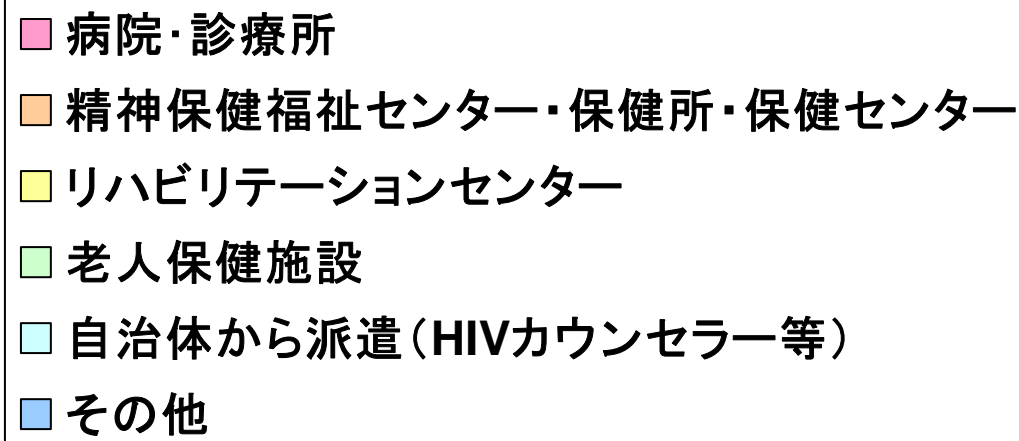 病院・診療所
精神保健福祉センター・保健所・保健センター
リハビリテーションセンター
老人保健施設
自治体から派遣（HIVカウンセラー等）
その他